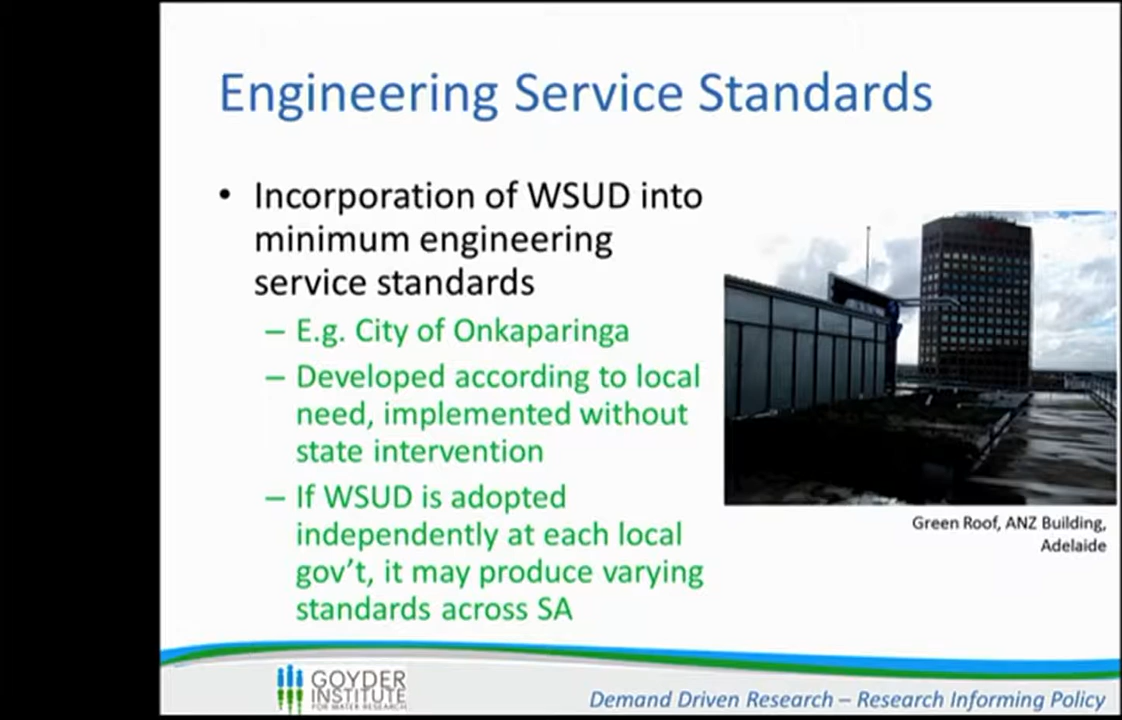 Engineering Service Standards
• Incorporation of WSUD into
minimum engineering
service standards
– E.g. City of Onkaparinga
– Developed according to local
need, implemented without
state intervention
– If WSUD is adopted
independently at each local
gov't, it may produce varying
standards across SA
Green Roof, ANZ Building,
Adelaide
GOYDER
INSTITUTE
FOR WATER RESEARCH
Demand Driven Research – Research Informing Policy